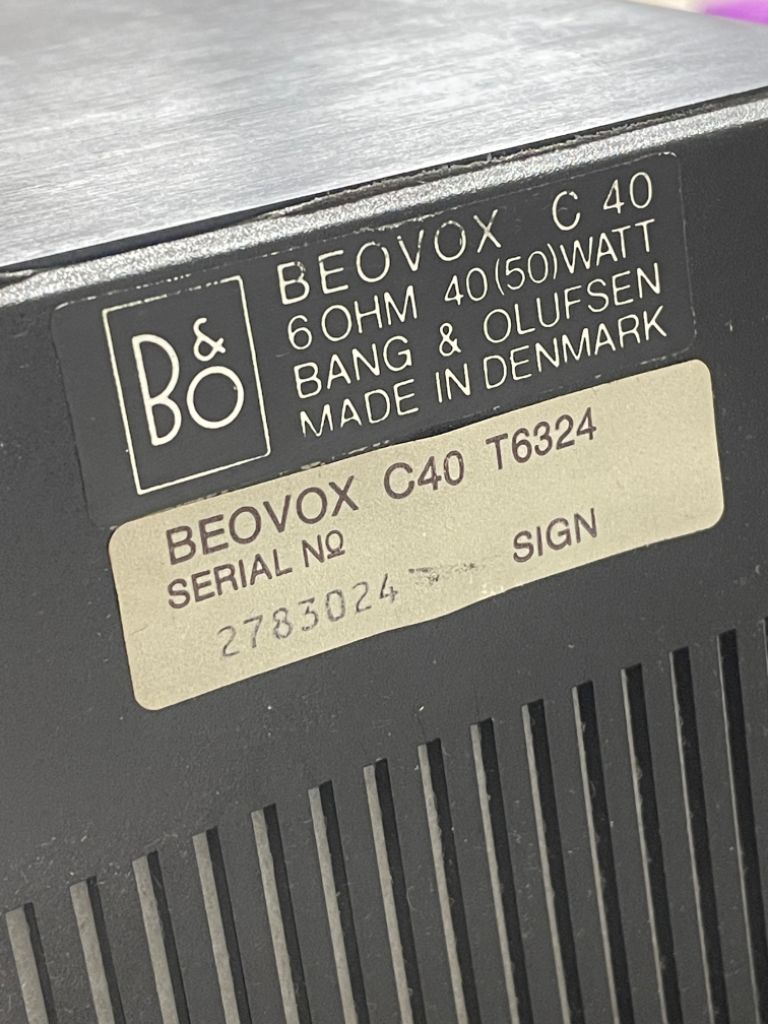 B&O
BEOVOX C 40
6 OHM 40(50)WATT
BANG & OLUFSEN
MADE IN DENMARK
BEOVOX C40 T6324
SERIAL Nº SIGN
2783024